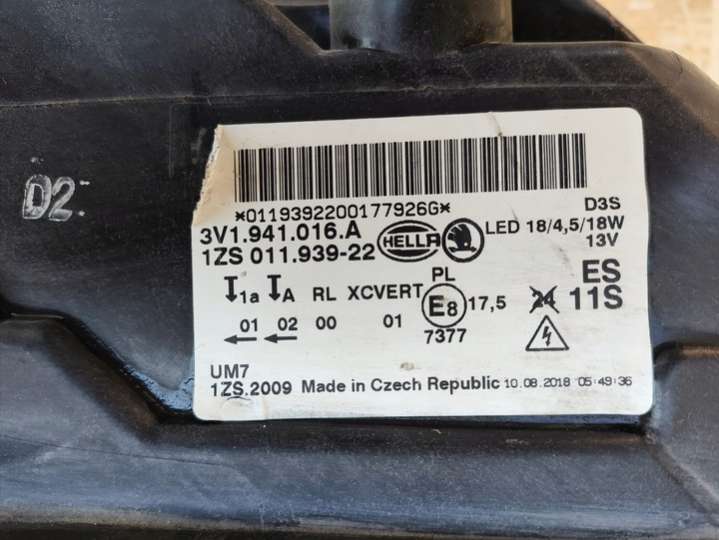 D2
*0119392200177926G*
D3S
3V1.941.016.A
HELLA
LED 18/4,5/18W
1ZS 011.939-22
13V
PL
ES
1a A RL XCVERT E8 17,5 24 11S
01 02 00 01 7377
UM7
1ZS.2009 Made in Czech Republic 10.08.2018 05:49:36